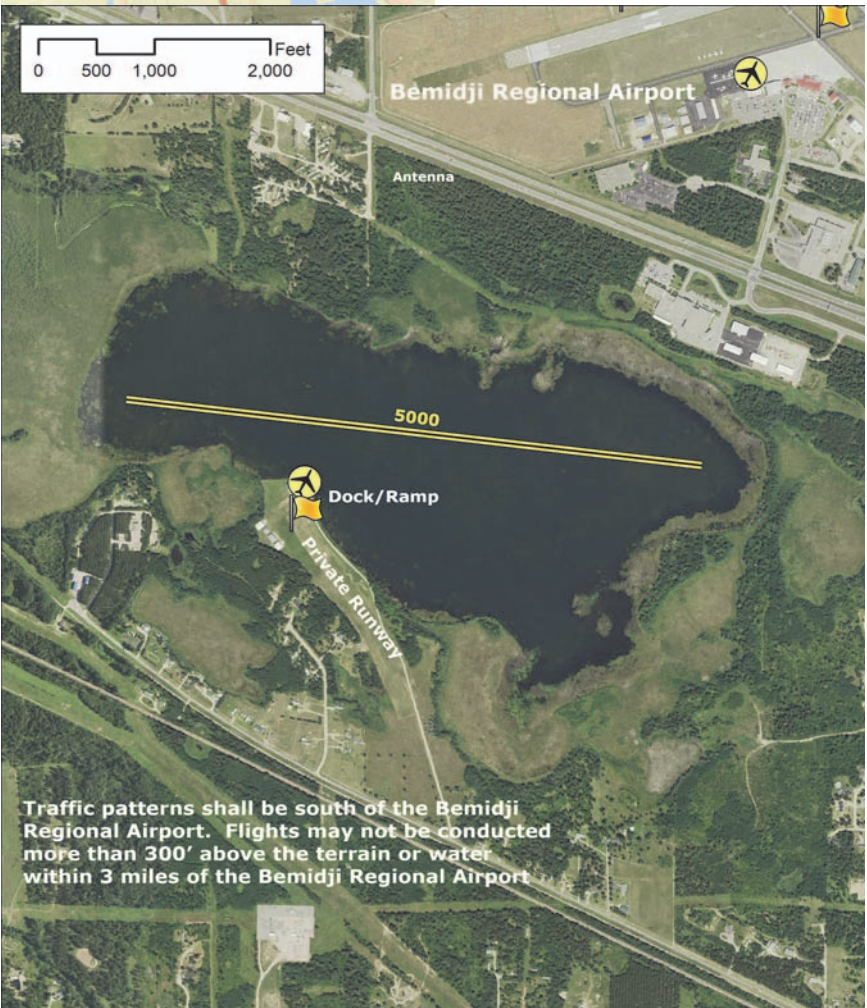 Feet
0 500 1,000 2,000
Bemidji Regional Airport
Antenna
5000
Dock/Ramp
Private Runway
Traffic patterns shall be south of the Bemidji
Regional Airport. Flights may not be conducted
more than 300’ above the terrain or water
within 3 miles of the Bemidji Regional Airport